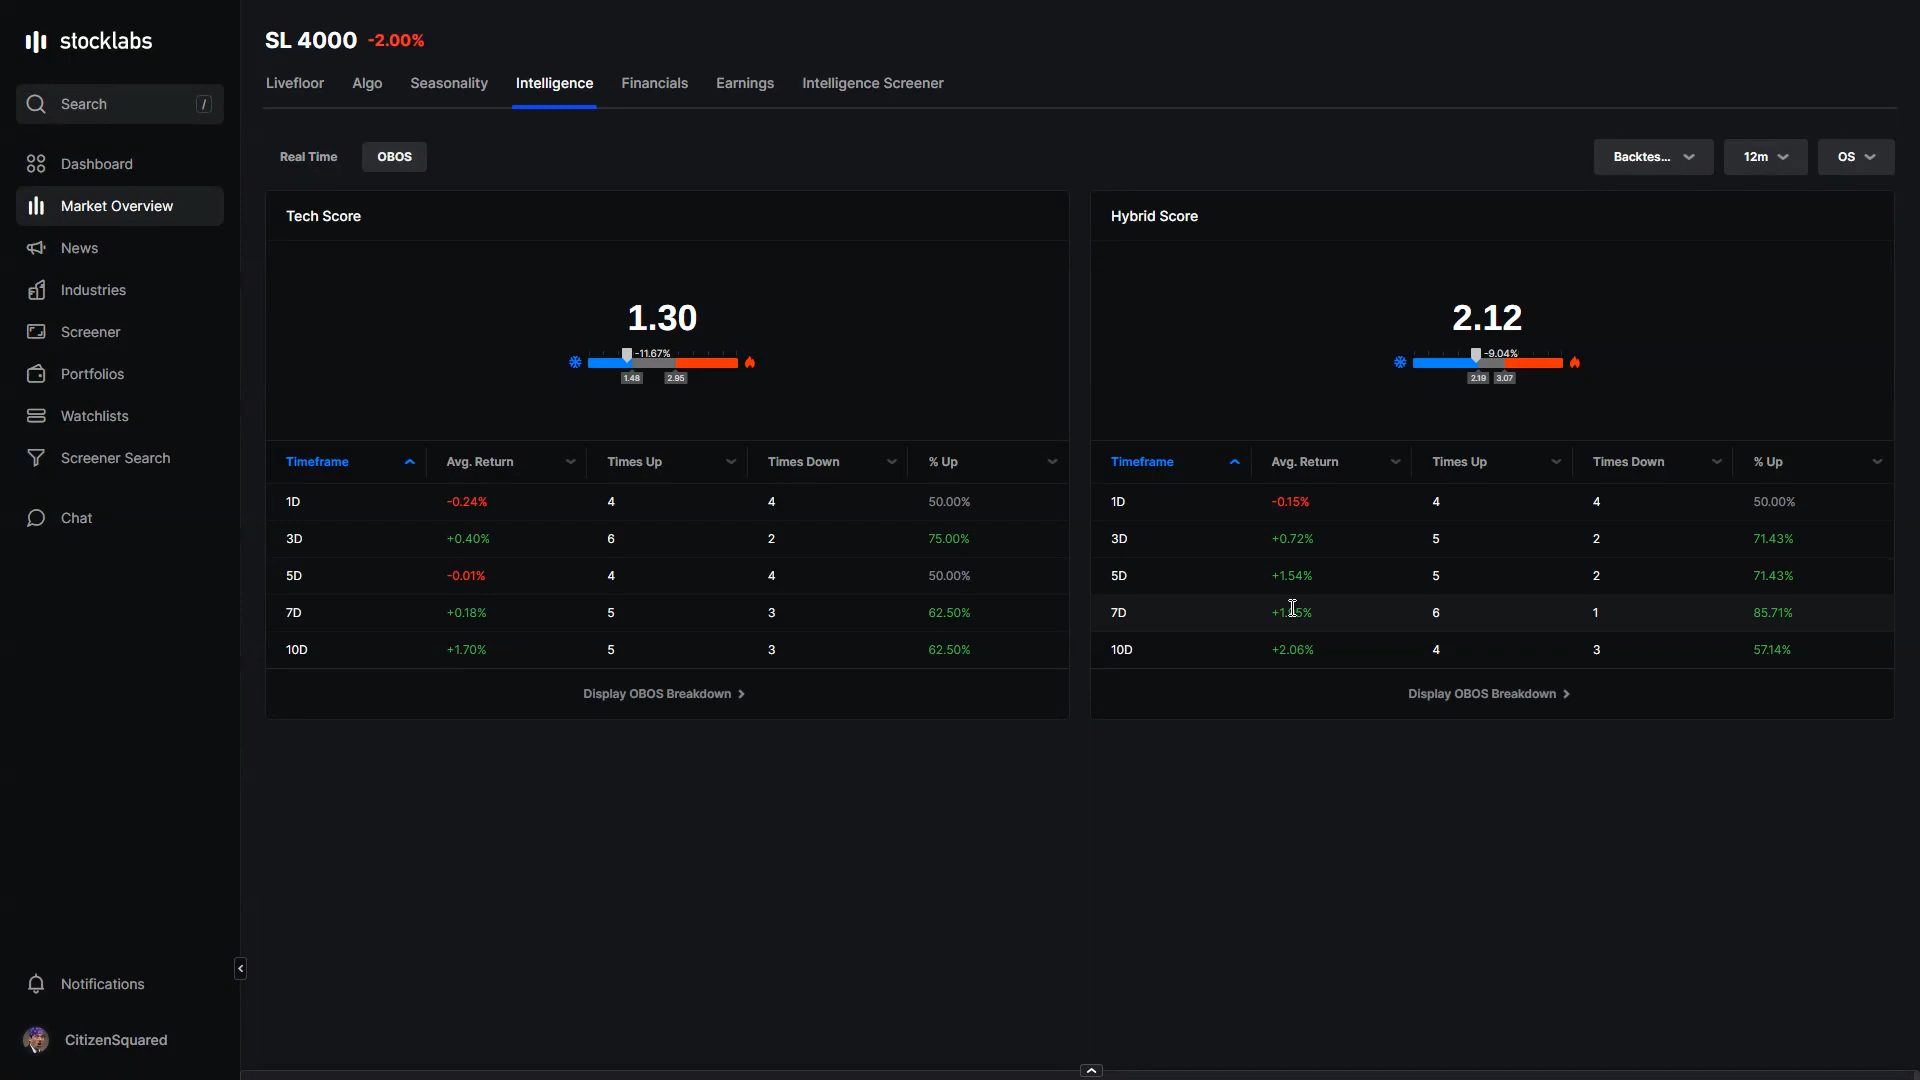 stocklabs
Search /
Dashboard
Market Overview
News
Industries
Screener
Portfolios
Watchlists
Screener Search
Chat
Notifications
CitizenSquared
SL 4000 -2.00%
Livefloor Algo Seasonality Intelligence Financials Earnings Intelligence Screener
Real Time OBOS Backtes... 12m OS
Tech Score
1.30
-11.67%
1.48 2.95
Timeframe Avg. Return Times Up Times Down % Up
1D -0.24% 4 4 50.00%
3D +0.40% 6 2 75.00%
5D -0.01% 4 4 50.00%
7D +0.18% 5 3 62.50%
10D +1.70% 5 3 62.50%
Display OBOS Breakdown
Hybrid Score
2.12
-9.04%
2.19 3.07
Timeframe Avg. Return Times Up Times Down % Up
1D -0.15% 4 4 50.00%
3D +0.72% 5 2 71.43%
5D +1.54% 5 2 71.43%
7D 6 1 85.71%
10D +2.06% 4 3 57.14%
Display OBOS Breakdown